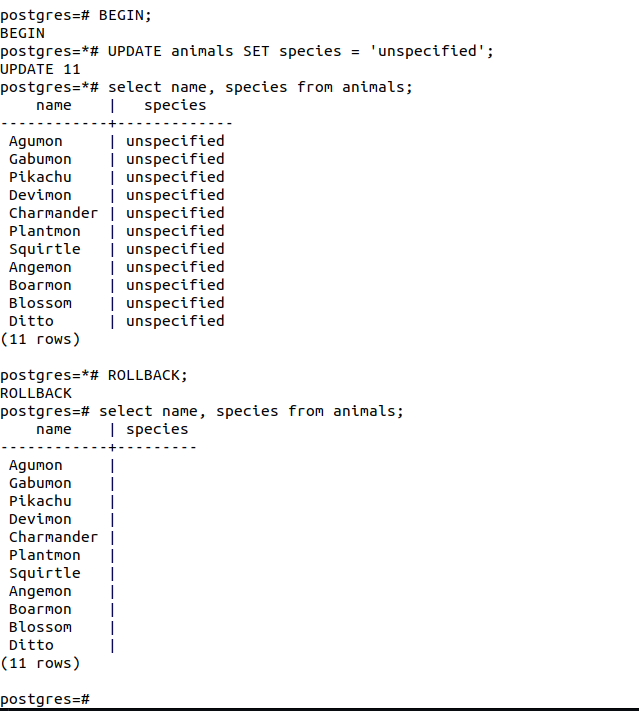 postgres=# BEGIN;
BEGIN
postgres=*# UPDATE animals SET species = 'unspecified';
UPDATE 11
postgres=*# select name, species from animals;
    name    |   species
------------+-------------
 Agumon     | unspecified
 Gabumon    | unspecified
 Pikachu    | unspecified
 Devimon    | unspecified
 Charmander | unspecified
 Plantmon   | unspecified
 Squirtle   | unspecified
 Angemon    | unspecified
 Boarmon    | unspecified
 Blossom    | unspecified
 Ditto      | unspecified
(11 rows)

postgres=*# ROLLBACK;
ROLLBACK
postgres=# select name, species from animals;
    name    | species
------------+---------
 Agumon     |
 Gabumon    |
 Pikachu    |
 Devimon    |
 Charmander |
 Plantmon   |
 Squirtle   |
 Angemon    |
 Boarmon    |
 Blossom    |
 Ditto      |
(11 rows)

postgres=#